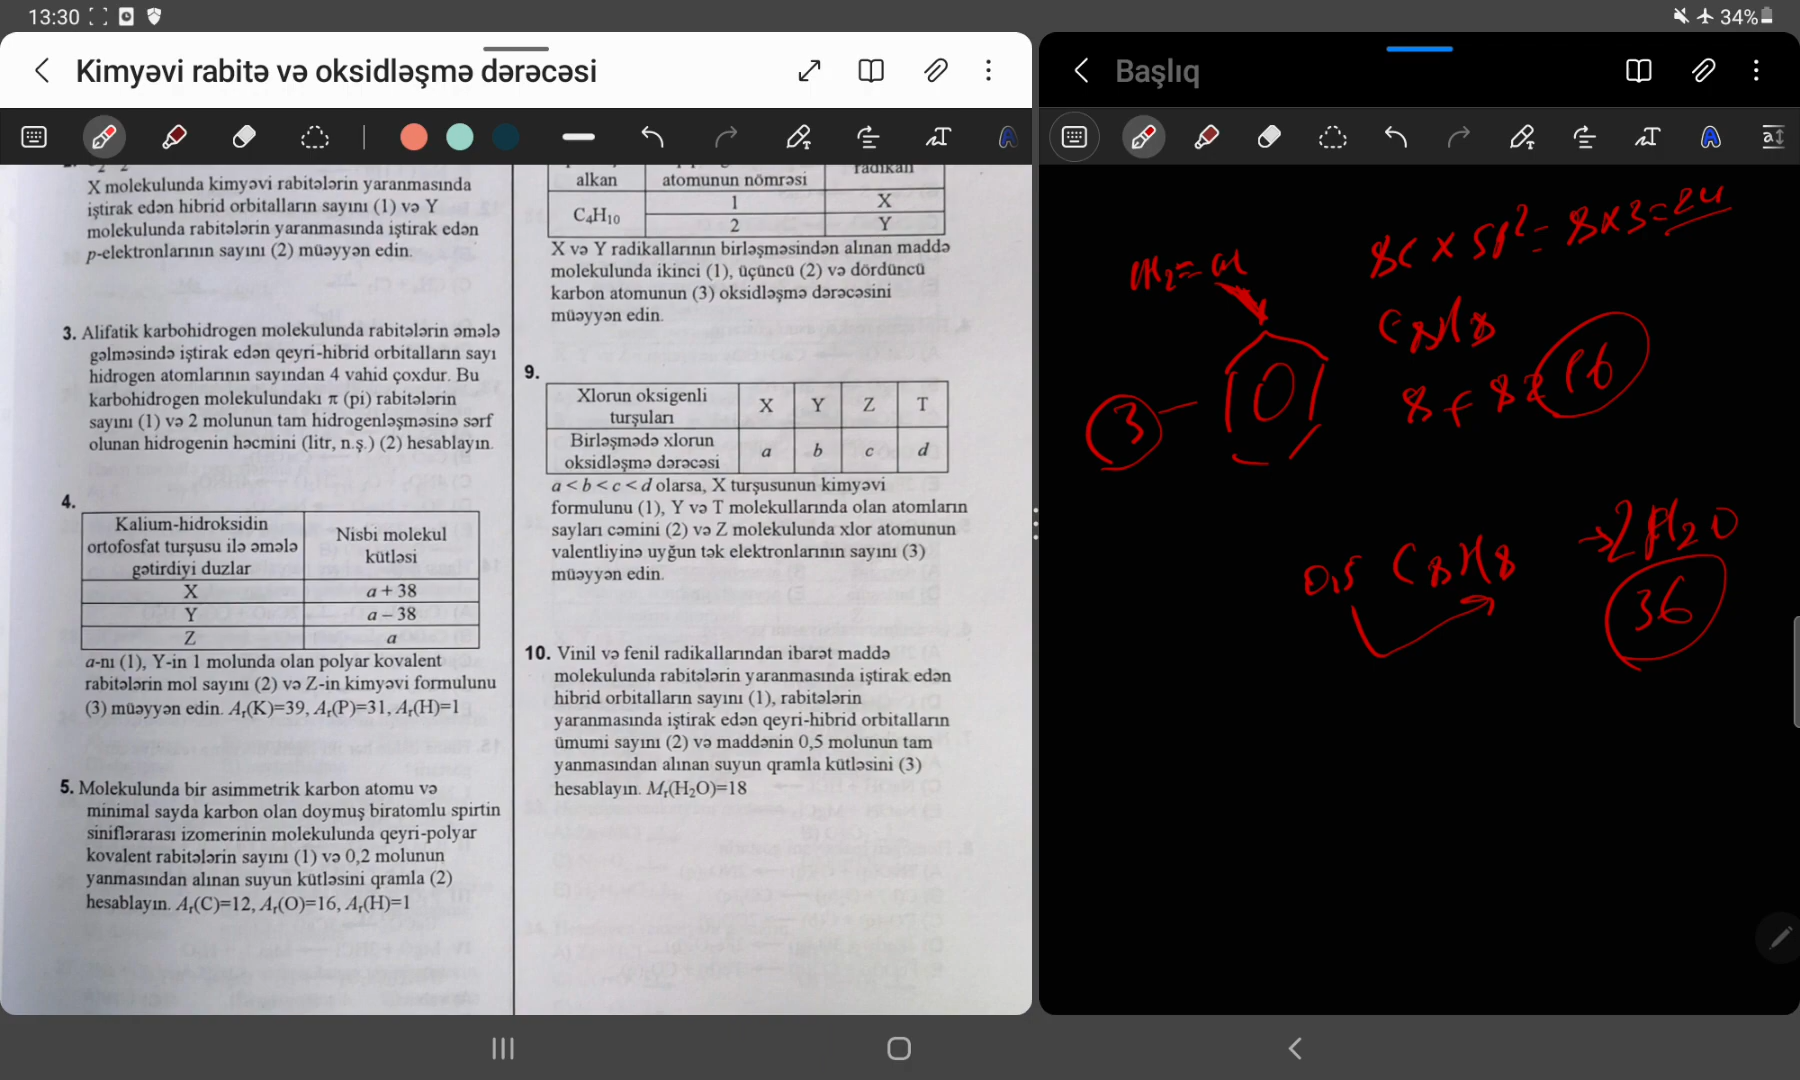 13:30
34%
Kimyəvi rabitə və oksidləşmə dərəcəsi
X molekulunda kimyəvi rabitələrin yaranmasında
iştirak edən hibrid orbitalların sayını (1) və Y
molekulunda rabitələrin yaranmasında iştirak edən
p-elektronlarının sayını (2) müəyyən edin.
3. Alifatik karbohidrogen molekulunda rabitələrin əmələ
gəlməsində iştirak edən qeyri-hibrid orbitalların sayı
hidrogen atomlarının sayından 4 vahid çoxdur. Bu
karbohidrogen molekulundakı π (pi) rabitələrin
sayını (1) və 2 molunun tam hidrogenləşməsinə sərf
olunan hidrogenin həcmini (litr, n.ş.) (2) hesablayın.
4.
Kalium-hidroksidin
ortofosfat turşusu ilə əmələ
gətirdiyi duzlar
Nisbi molekul
kütləsi
X a + 38
Y a – 38
Z a
a-nı (1), Y-in 1 molunda olan polyar kovalent
rabitələrin mol sayını (2) və Z-in kimyəvi formulunu
(3) müəyyən edin. Ar(K)=39, Ar(P)=31, Ar(H)=1
5. Molekulunda bir asimmetrik karbon atomu və
minimal sayda karbon olan doymuş biratomlu spirtin
siniflərarası izomerinin molekulunda qeyri-polyar
kovalent rabitələrin sayını (1) və 0,2 molunun
yanmasından alınan suyun kütləsini qramla (2)
hesablayın. Ar(C)=12, Ar(O)=16, Ar(H)=1
alkan atomunun nömrəsi radikalı
C4H10 1 X
2 Y
X və Y radikallarının birləşməsindən alınan maddə
molekulunda ikinci (1), üçüncü (2) və dördüncü
karbon atomunun (3) oksidləşmə dərəcəsini
müəyyən edin.
9.
Xlorun oksigenli
turşuları
X Y Z T
Birləşmədə xlorun
oksidləşmə dərəcəsi
a b c d
a < b < c < d olarsa, X turşusunun kimyəvi
formulunu (1), Y və T molekullarında olan atomların
sayları cəmini (2) və Z molekulunda xlor atomunun
valentliyinə uyğun tək elektronlarının sayını (3)
müəyyən edin.
10. Vinil və fenil radikallarından ibarət maddə
molekulunda rabitələrin yaranmasında iştirak edən
hibrid orbitalların sayını (1), rabitələrin
yaranmasında iştirak edən qeyri-hibrid orbitalların
ümumi sayını (2) və maddənin 0,5 molunun tam
yanmasından alınan suyun qramla kütləsini (3)
hesablayın. Mr(H2O)=18
Başlıq
8C x sp2 = 8x3=24
CH2=CH
C8H8
8+8=16
3
0,5 C8H8 → 2H2O
36